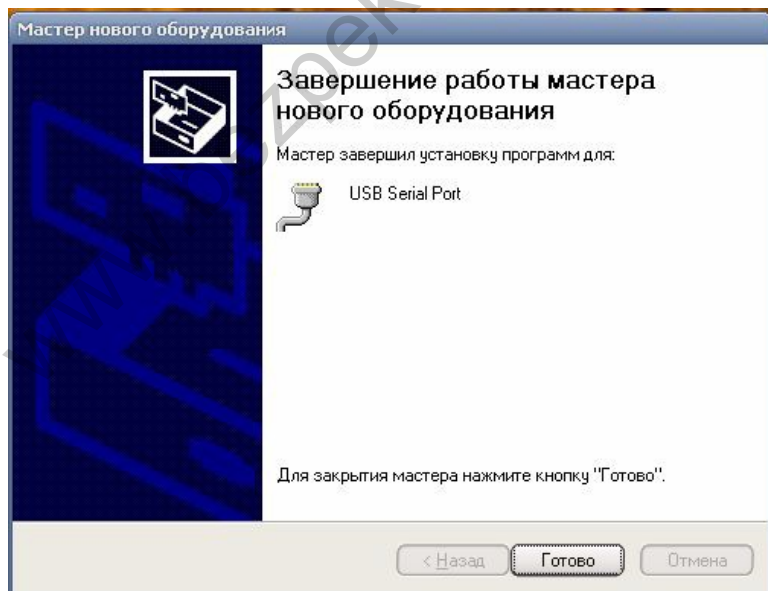 Мастер нового оборудования
Завершение работы мастера
нового оборудования
Мастер завершил установку программ для:
USB Serial Port
Для закрытия мастера нажмите кнопку "Готово".
< Назад
Готово
Отмена